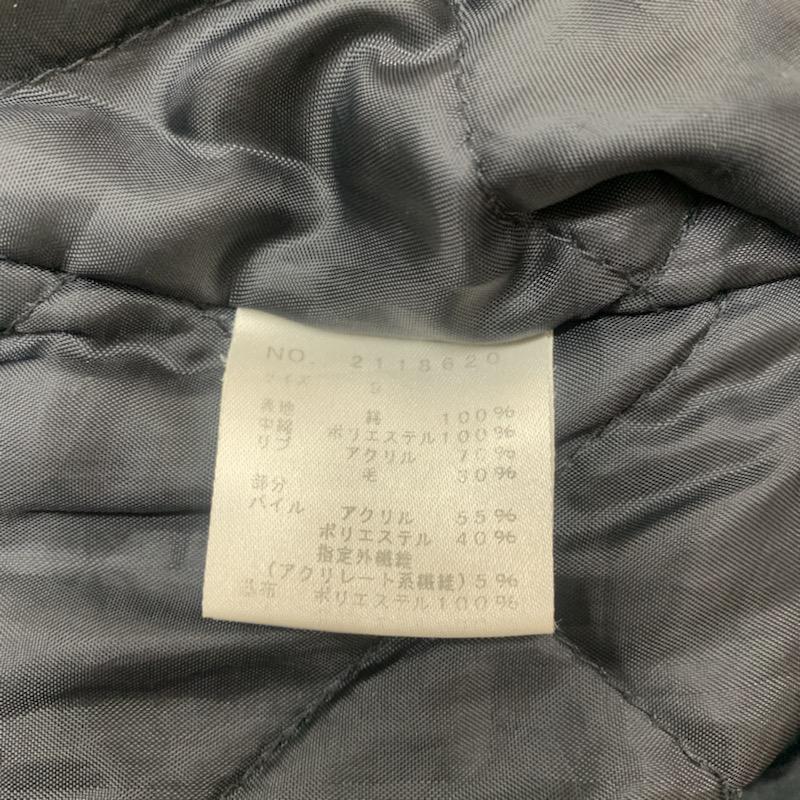 NO. 2118620
サイズ S
表地 綿 100%
中綿 ポリエステル100%
リブ アクリル 70%
毛 30%
部分
パイル アクリル 55%
ポリエステル 40%
指定外繊維
(アクリレート系繊維)5%
裏布 ポリエステル100%